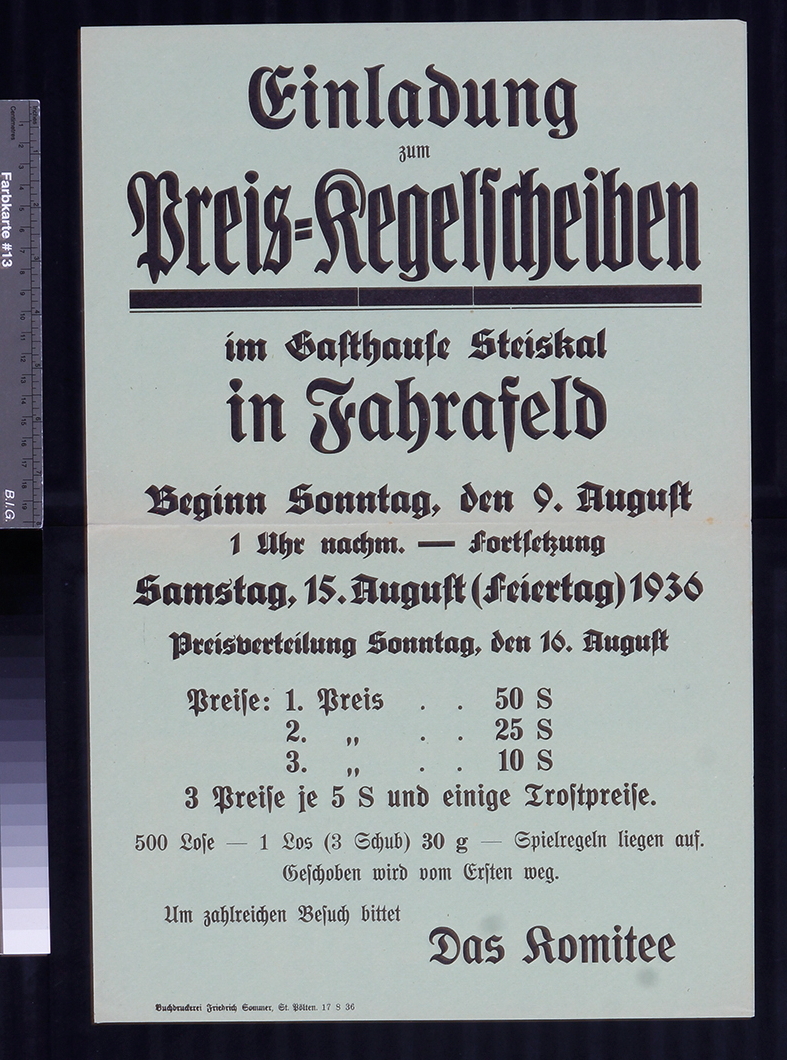 Einladung
zum
Preis-Kegelscheiben
im Gasthause Steiskal
in Fahrafeld
Beginn Sonntag, den 9. August
1 Uhr nachm. — Fortsetzung
Samstag, 15. August (Feiertag) 1936
Preisverteilung Sonntag, den 16. August
Preise: 1. Preis . . 50 S
2. „ . . 25 S
3. „ . . 10 S
3 Preise je 5 S und einige Trostpreise.
500 Lose — 1 Los (3 Schub) 30 g — Spielregeln liegen auf.
Geschoben wird vom Ersten weg.
Um zahlreichen Besuch bittet
Das Komitee
Buchdruckerei Friedrich Sommer, St. Pölten. 17 S 36
Farbkarte #13
B.I.G.
Centimetres
Inches